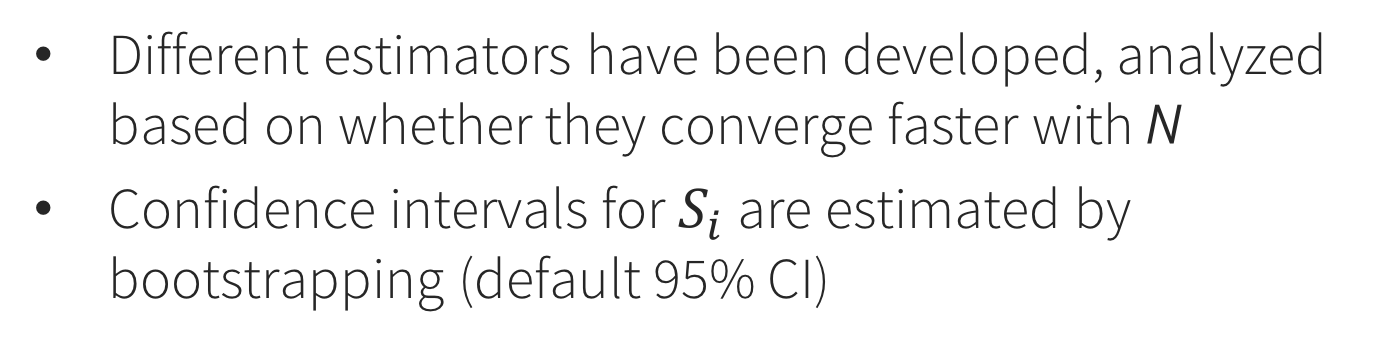 • Different estimators have been developed, analyzed
based on whether they converge faster with N
• Confidence intervals for Sᵢ are estimated by
bootstrapping (default 95% CI)